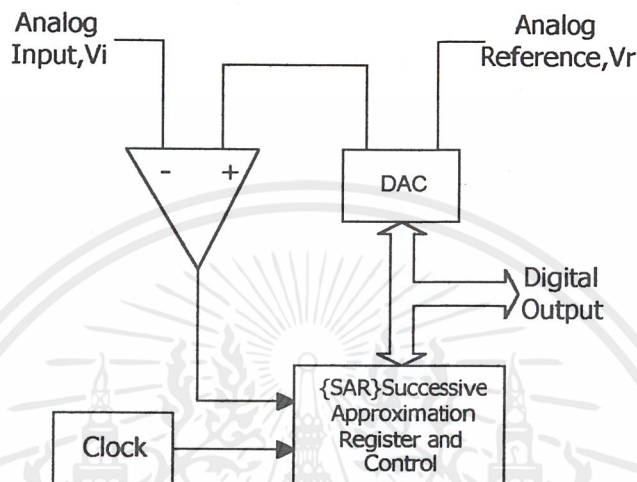 Analog
Input,Vi
Analog
Reference,Vr
- +
DAC
Digital
Output
{SAR}Successive
Approximation
Register and
Control
Clock